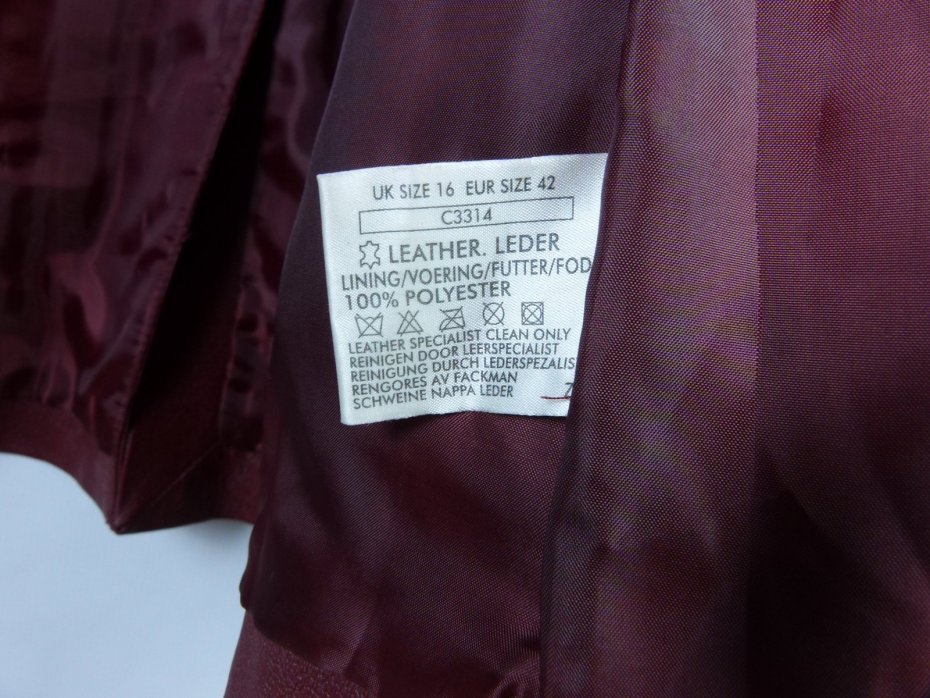 UK SIZE 16 EUR SIZE 42
C3314
LEATHER. LEDER
LINING/VOERING/FUTTER/FOD
100% POLYESTER
LEATHER SPECIALIST CLEAN ONLY
REINIGEN DOOR LEERSPECIALIST
REINIGUNG DURCH LEDERSPEZALIS
RENGORES AV FACKMAN
SCHWEINE NAPPA LEDER